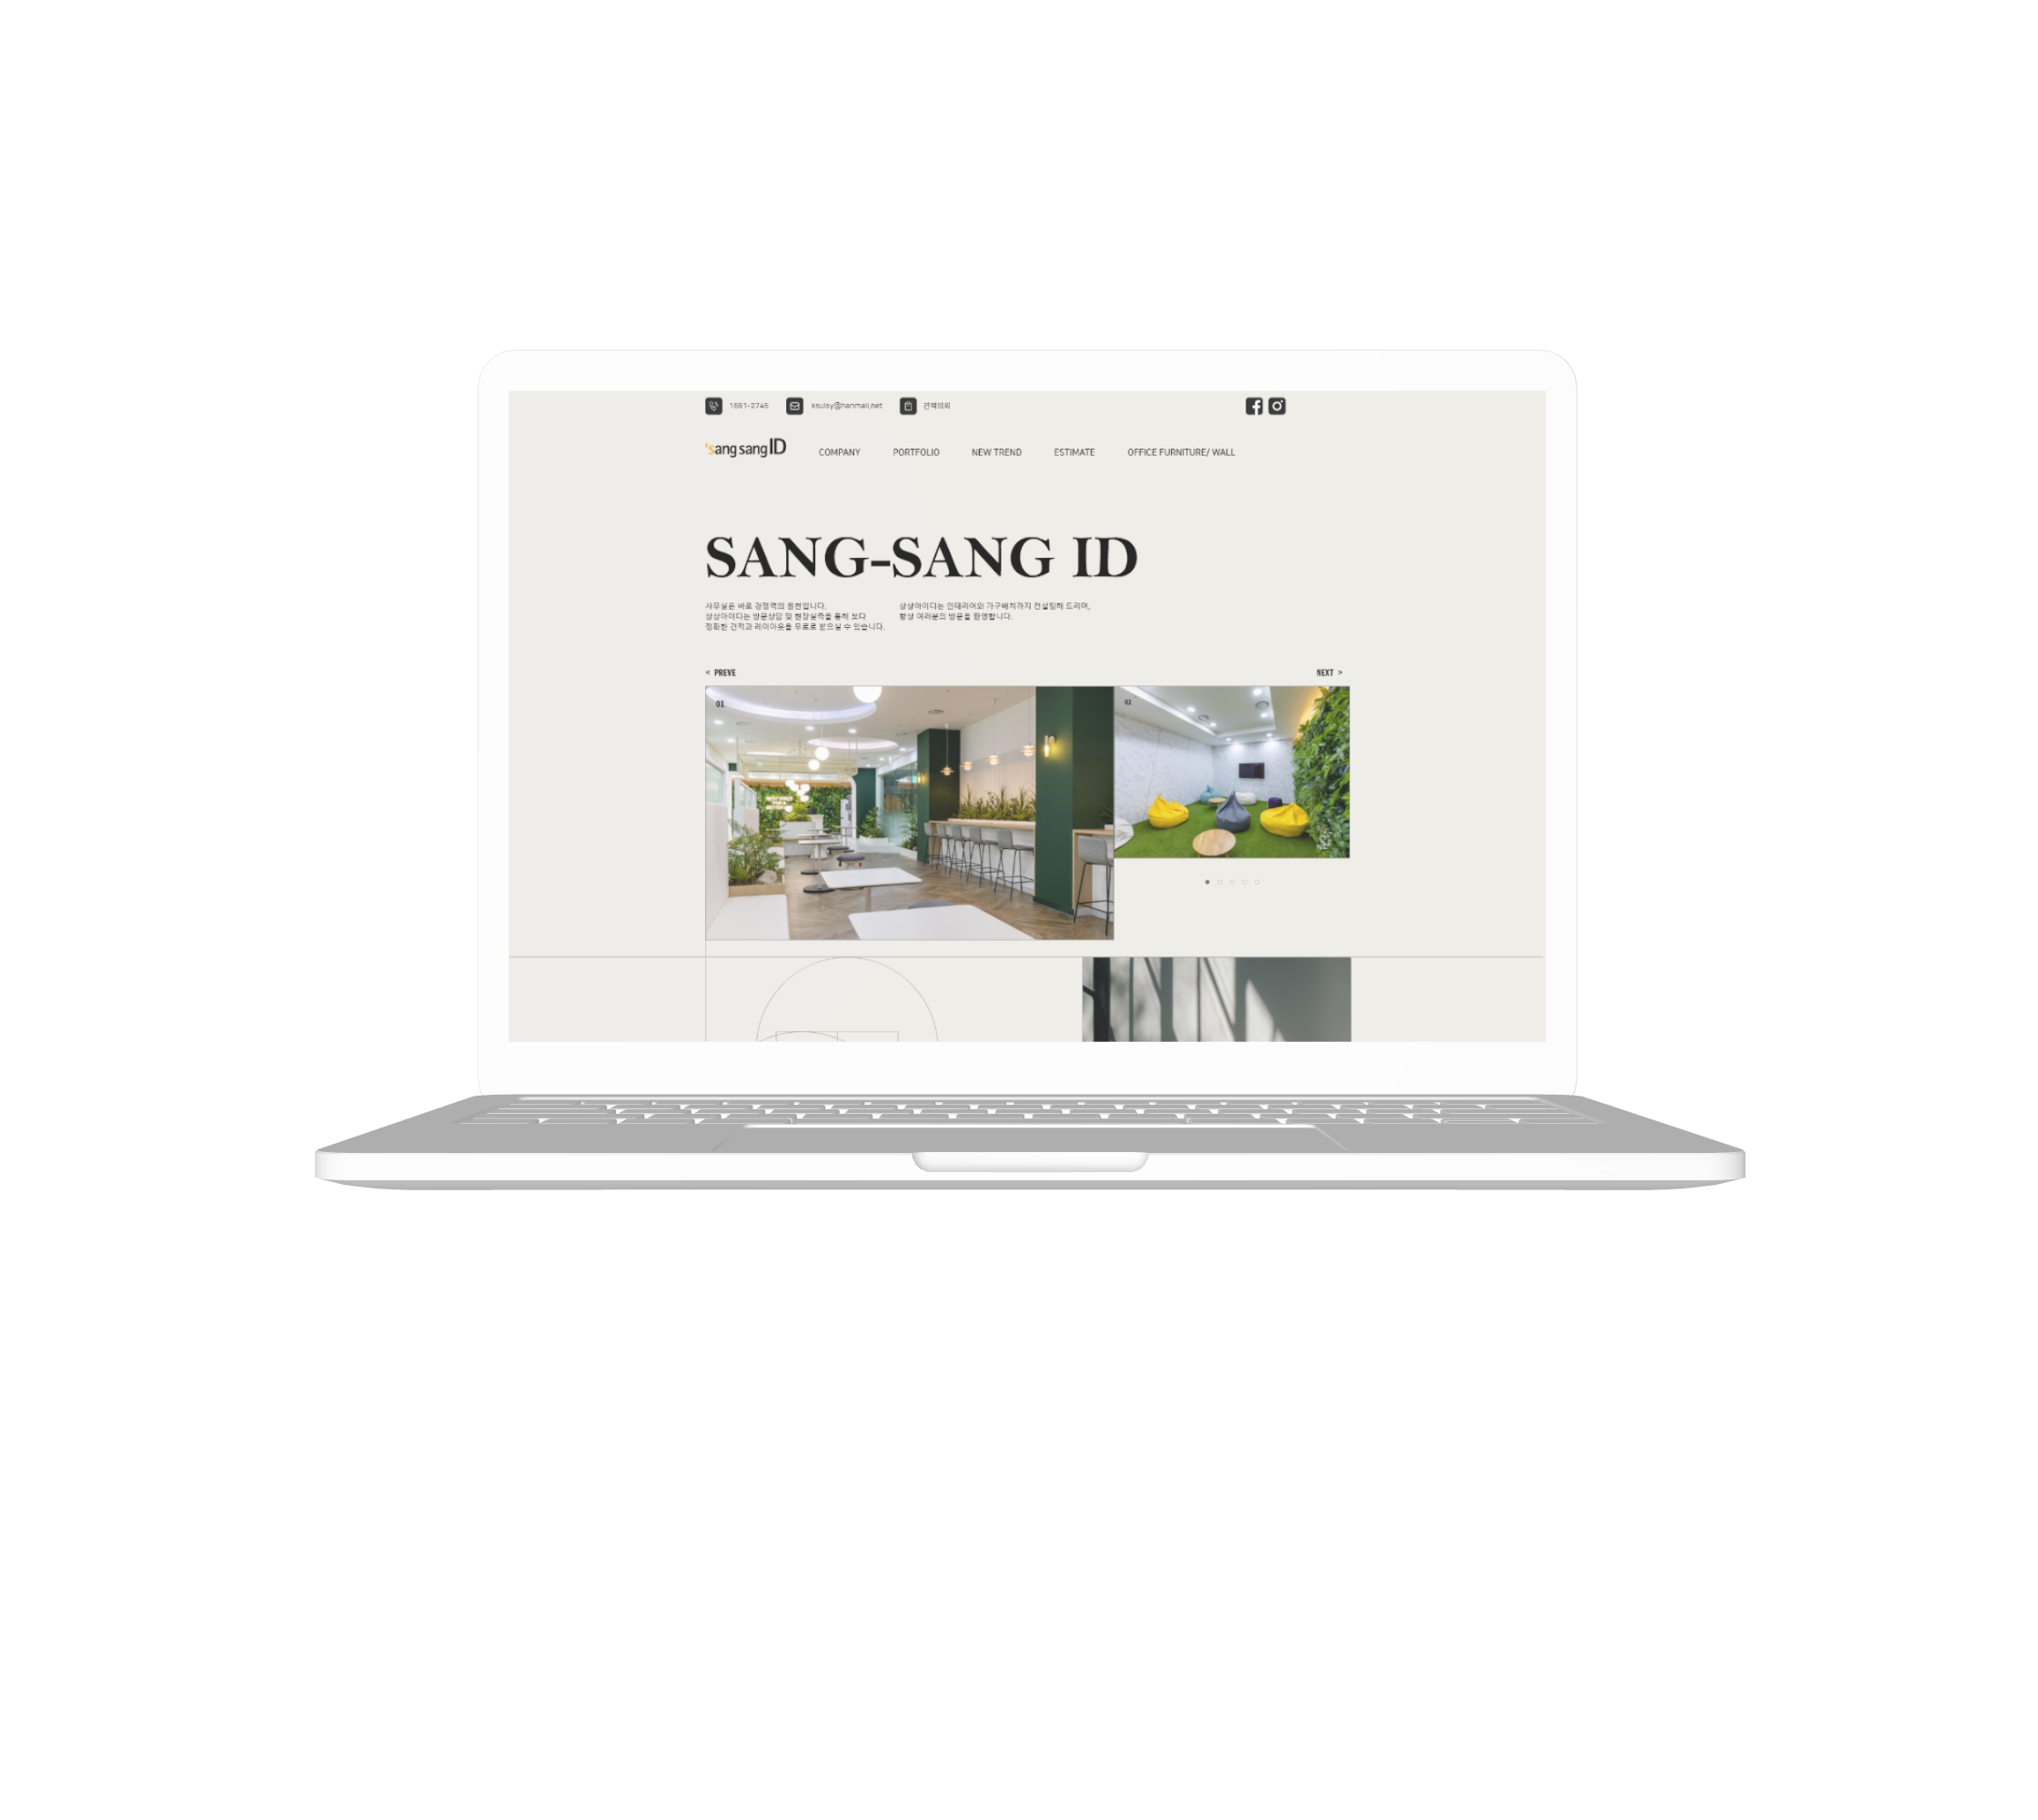 1661-2745
ksulsy@hanmail.net
견적의뢰
'sang sang ID
COMPANY
PORTFOLIO
NEW TREND
ESTIMATE
OFFICE FURNITURE/ WALL
SANG-SANG ID
사무실은 바로 경쟁력의 원천입니다.
상상아이디는 방문상담 및 현장실측을 통해 보다
정확한 견적과 레이아웃을 무료로 받으실 수 있습니다.
상상아이디는 인테리어와 가구배치까지 컨설팅해 드리며,
항상 여러분의 방문을 환영합니다.
< PREVE
NEXT >
01
02